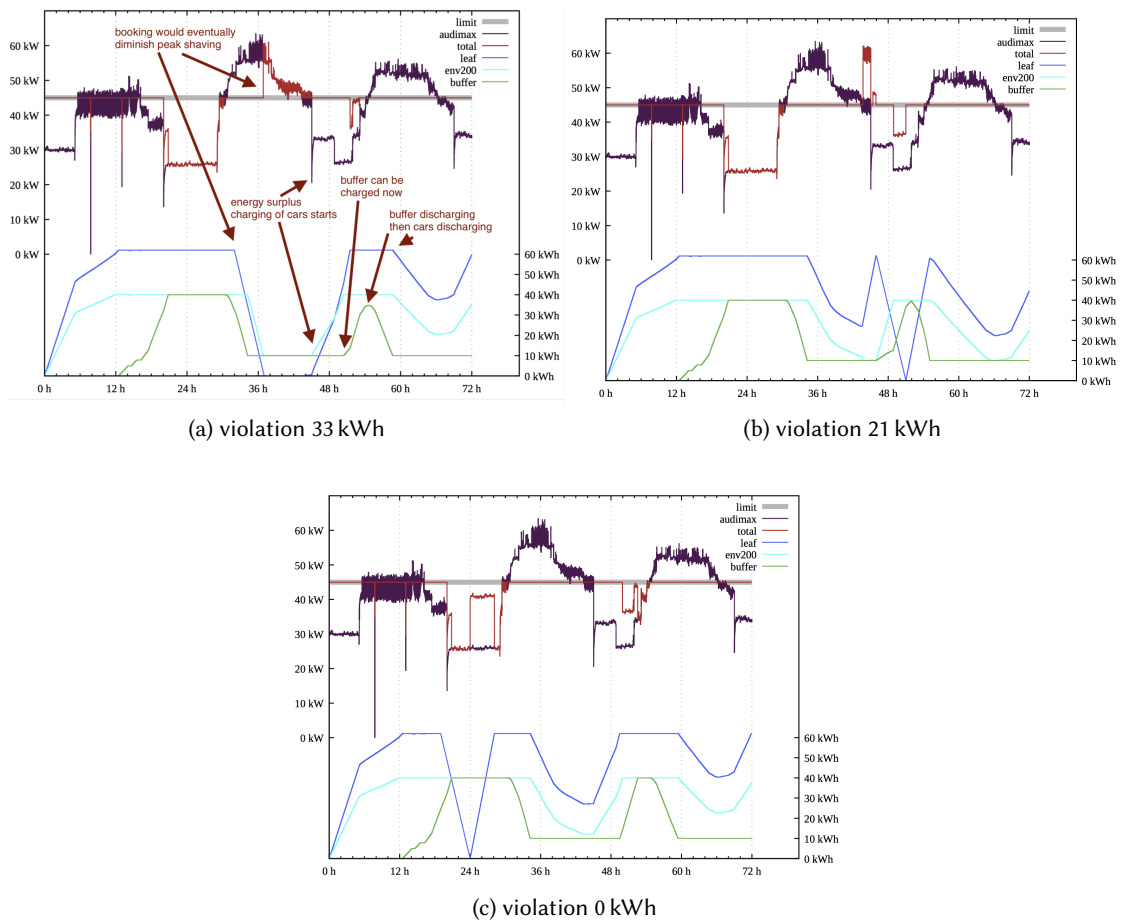 limit
audimax
total
leaf
env200
buffer
60 kW
50 kW
40 kW
30 kW
20 kW
10 kW
0 kW
booking would eventually
diminish peak shaving
energy surplus
charging of cars starts
buffer can be
charged now
buffer discharging
then cars discharging
60 kWh
50 kWh
40 kWh
30 kWh
20 kWh
10 kWh
0 kWh
0 h 12 h 24 h 36 h 48 h 60 h 72 h
(a) violation 33 kWh
limit
audimax
total
leaf
env200
buffer
60 kW
50 kW
40 kW
30 kW
20 kW
10 kW
0 kW
60 kWh
50 kWh
40 kWh
30 kWh
20 kWh
10 kWh
0 kWh
0 h 12 h 24 h 36 h 48 h 60 h 72 h
(b) violation 21 kWh
limit
audimax
total
leaf
env200
buffer
60 kW
50 kW
40 kW
30 kW
20 kW
10 kW
0 kW
60 kWh
50 kWh
40 kWh
30 kWh
20 kWh
10 kWh
0 kWh
0 h 12 h 24 h 36 h 48 h 60 h 72 h
(c) violation 0 kWh